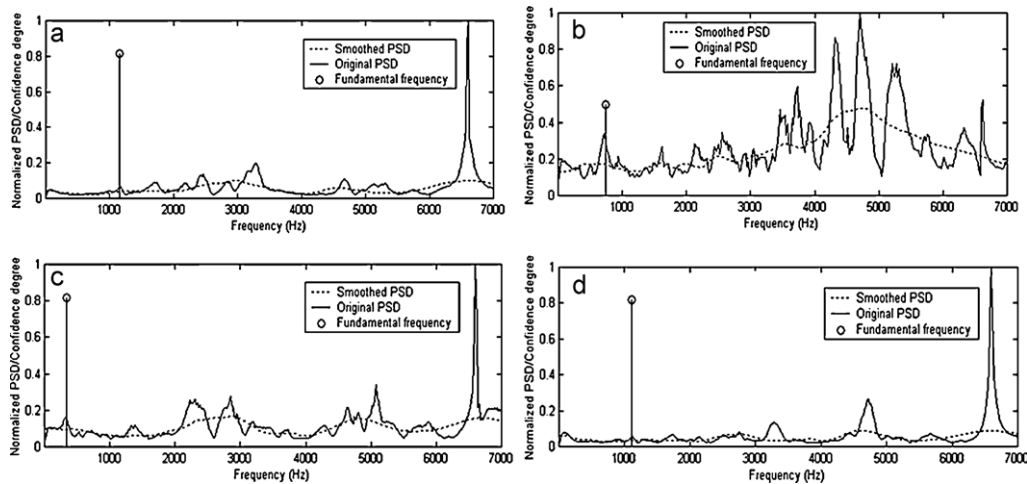 a
Normalized PSD/Confidence degree
1
0.8
0.6
0.4
0.2
0
Smoothed PSD
Original PSD
Fundamental frequency
1000 2000 3000 4000 5000 6000 7000
Frequency (Hz)
b
Normalized PSD/Confidence degree
1
0.8
0.6
0.4
0.2
0
Smoothed PSD
Original PSD
Fundamental frequency
1000 2000 3000 4000 5000 6000 7000
Frequency (Hz)
c
Normalized PSD/Confidence degree
1
0.8
0.6
0.4
0.2
0
Smoothed PSD
Original PSD
Fundamental frequency
1000 2000 3000 4000 5000 6000 7000
Frequency (Hz)
d
Normalized PSD/Confidence degree
1
0.8
0.6
0.4
0.2
0
Smoothed PSD
Original PSD
Fundamental frequency
1000 2000 3000 4000 5000 6000 7000
Frequency (Hz)